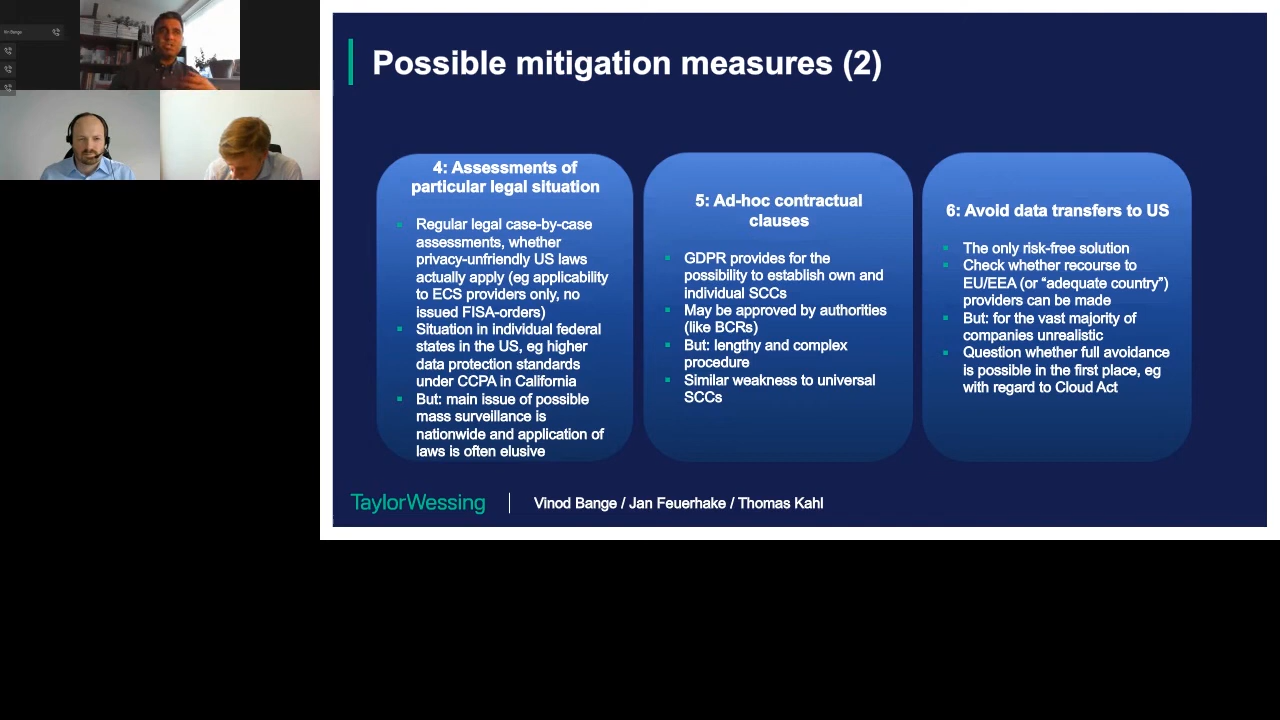 Vin Bange
Possible mitigation measures (2)
4: Assessments of
particular legal situation
Regular legal case-by-case
assessments, whether
privacy-unfriendly US laws
actually apply (eg applicability
to ECS providers only, no
issued FISA-orders)
Situation in individual federal
states in the US, eg higher
data protection standards
under CCPA in California
But: main issue of possible
mass surveillance is
nationwide and application of
laws is often elusive
5: Ad-hoc contractual
clauses
GDPR provides for the
possibility to establish own and
individual SCCs
May be approved by authorities
(like BCRs)
But: lengthy and complex
procedure
Similar weakness to universal
SCCs
6: Avoid data transfers to US
The only risk-free solution
Check whether recourse to
EU/EEA (or “adequate country”)
providers can be made
But: for the vast majority of
companies unrealistic
Question whether full avoidance
is possible in the first place, eg
with regard to Cloud Act
TaylorWessing
Vinod Bange / Jan Feuerhake / Thomas Kahl